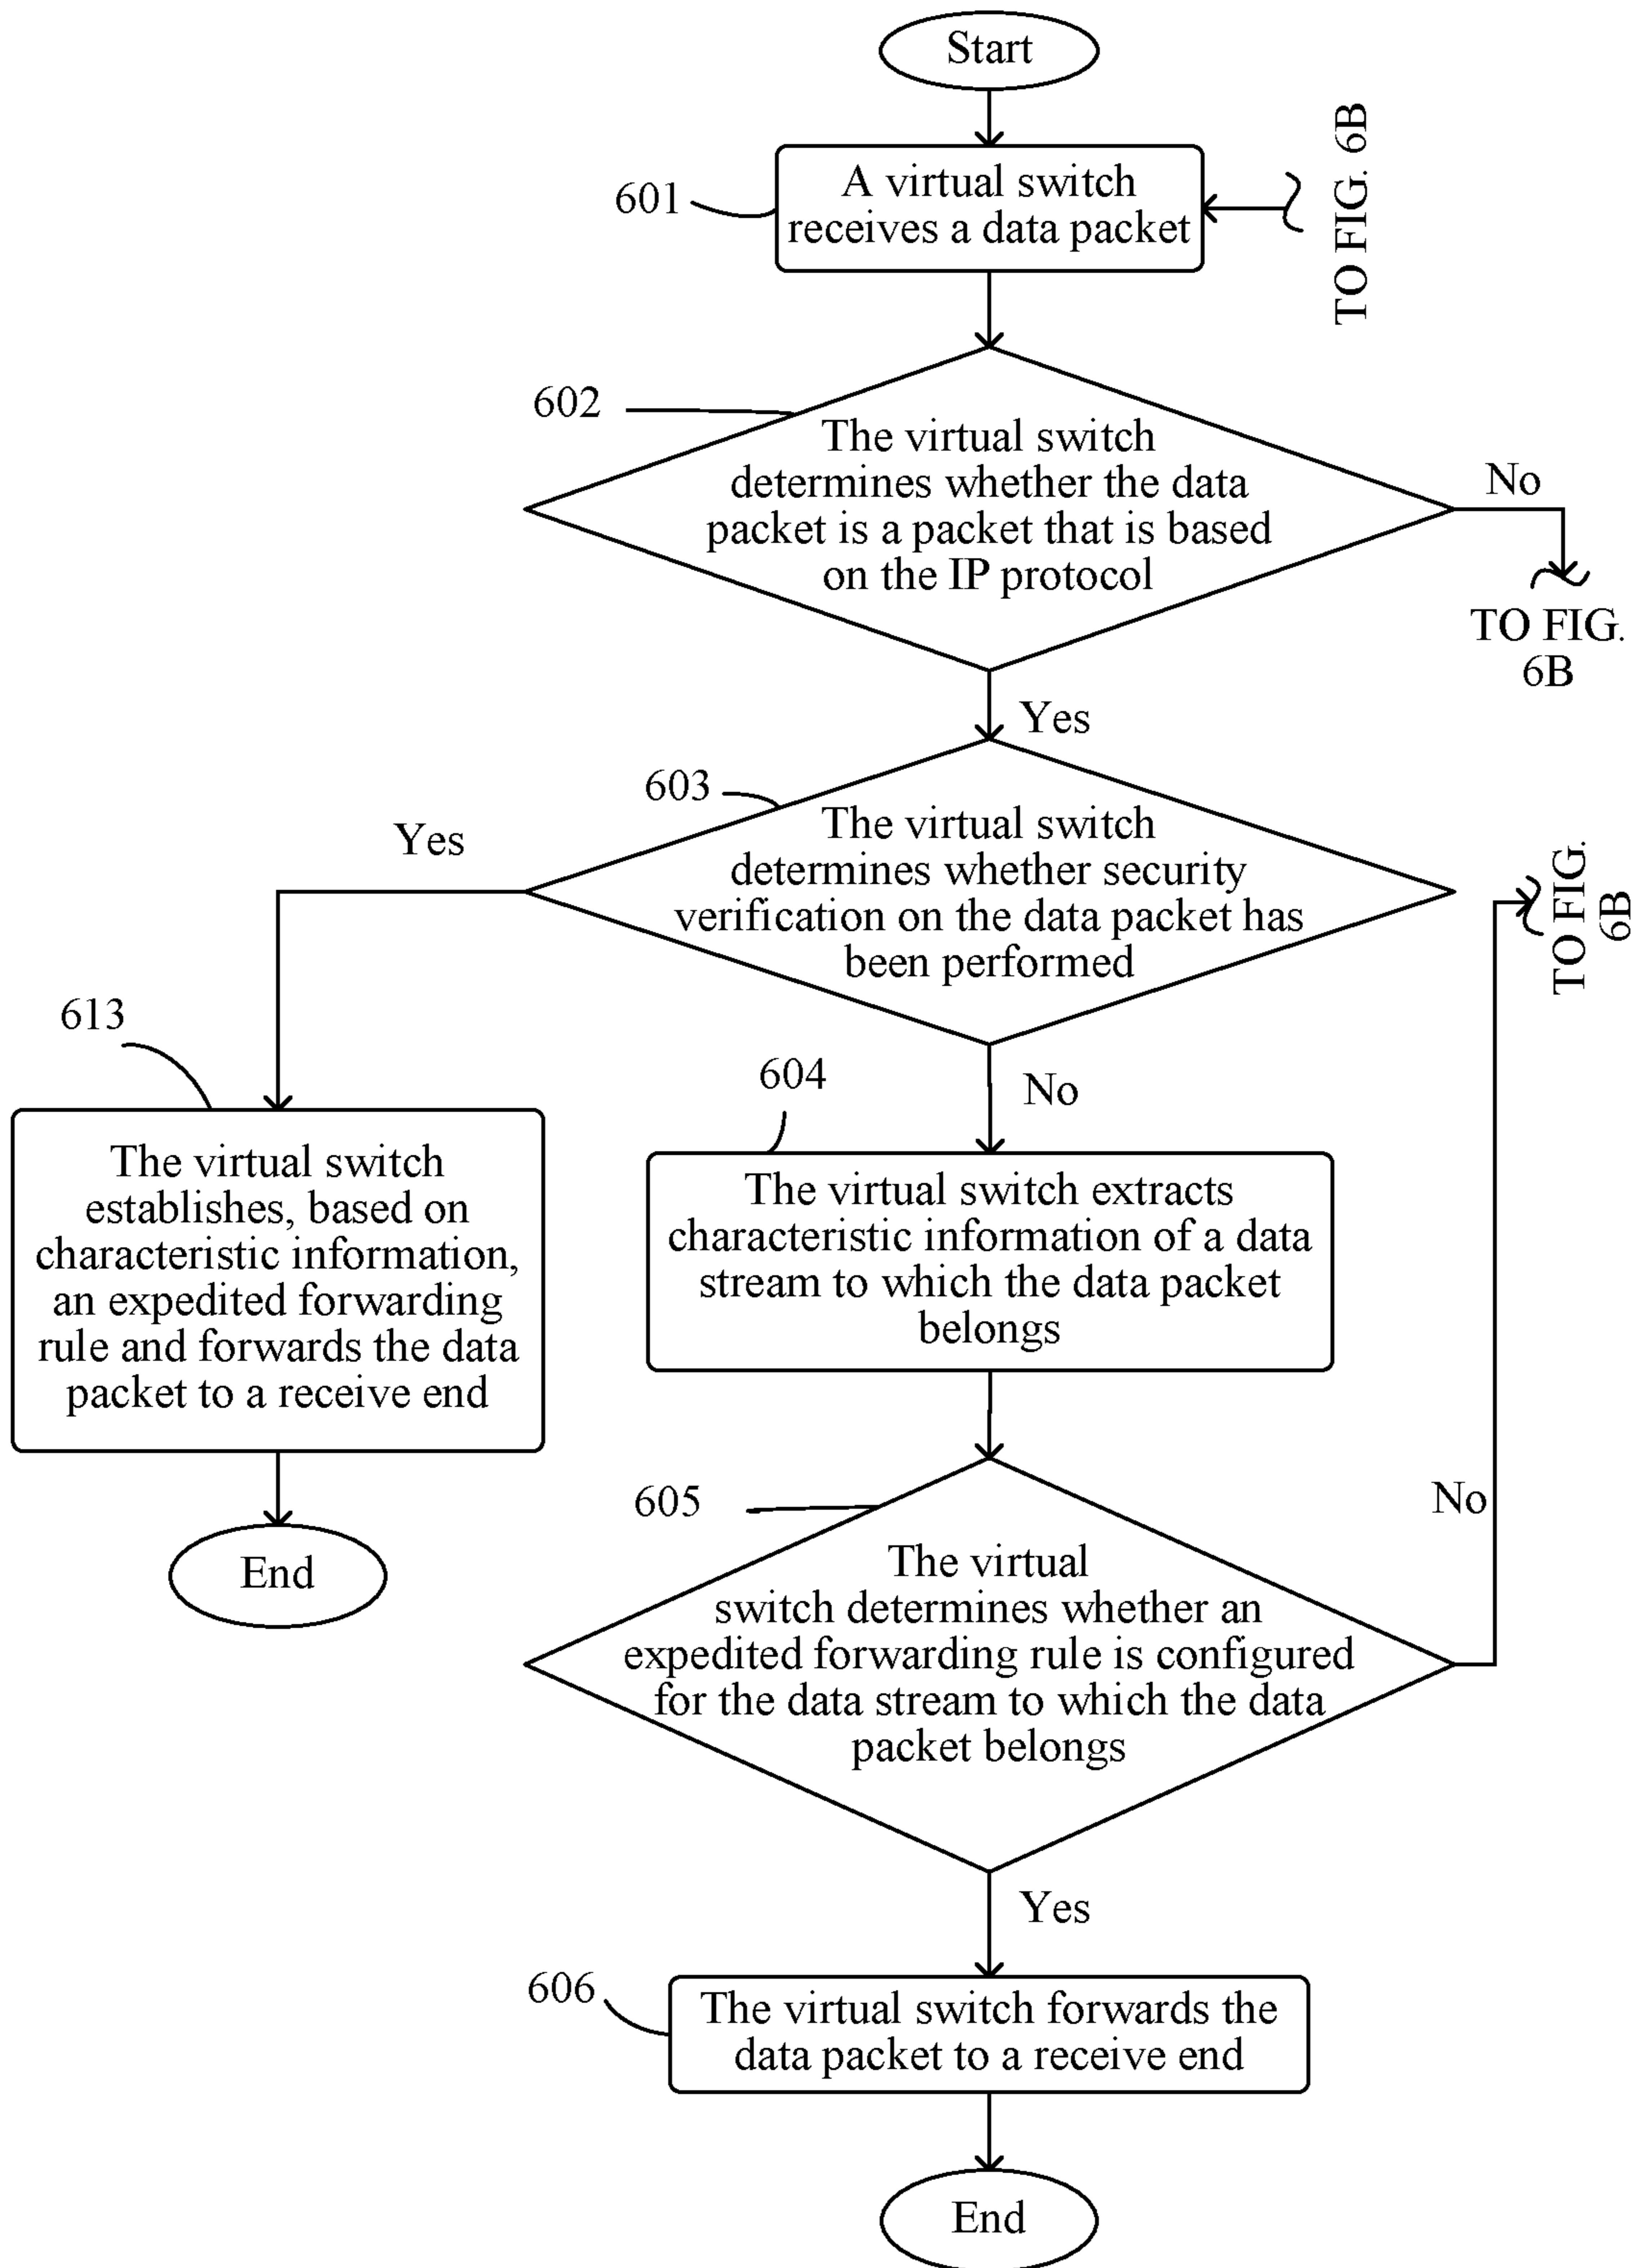 Start
TO FIG. 6B
601
A virtual switch
receives a data packet
602
The virtual switch
determines whether the data
packet is a packet that is based
on the IP protocol
No
TO FIG.
6B
Yes
603
The virtual switch
determines whether security
verification on the data packet has
been performed
Yes
TO FIG.
6B
613
604
No
The virtual switch
establishes, based on
characteristic information,
an expedited forwarding
rule and forwards the data
packet to a receive end
The virtual switch extracts
characteristic information of a data
stream to which the data packet
belongs
End
605
No
The virtual
switch determines whether an
expedited forwarding rule is configured
for the data stream to which the data
packet belongs
Yes
606
The virtual switch forwards the
data packet to a receive end
End